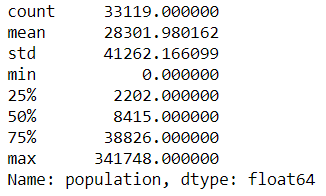 count     33119.000000
mean      28301.980162
std       41262.166099
min           0.000000
25%        2202.000000
50%        8415.000000
75%       38826.000000
max      341748.000000
Name: population, dtype: float64